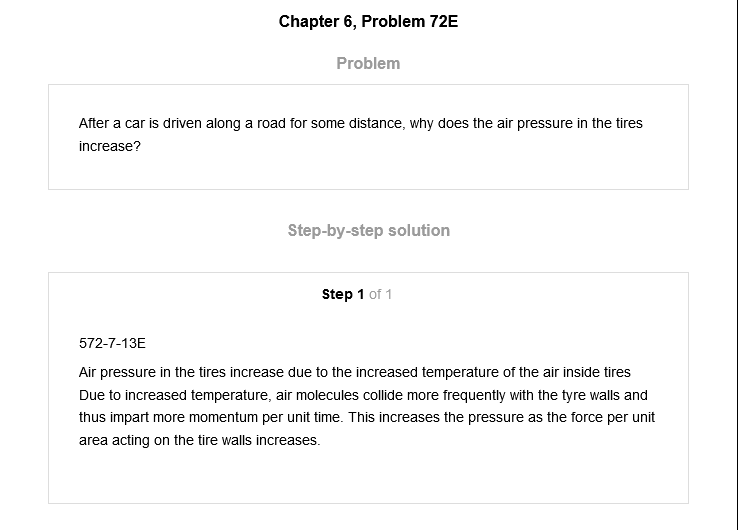 Chapter 6, Problem 72E
Problem
After a car is driven along a road for some distance, why does the air pressure in the tires
increase?
Step-by-step solution
Step 1 of 1
572-7-13E
Air pressure in the tires increase due to the increased temperature of the air inside tires
Due to increased temperature, air molecules collide more frequently with the tyre walls and
thus impart more momentum per unit time. This increases the pressure as the force per unit
area acting on the tire walls increases.